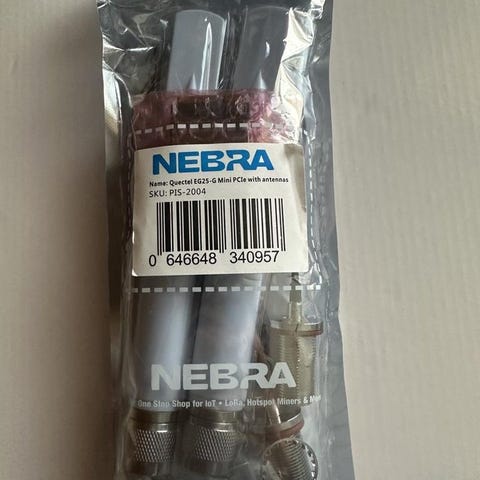 NEBRA
Name: Quectel EG25-G Mini PCIe with antennas
SKU: PIS-2004
0 646648 340957
NEBRA
One Stop Shop for IoT • LoRa, Hotspot Miners &